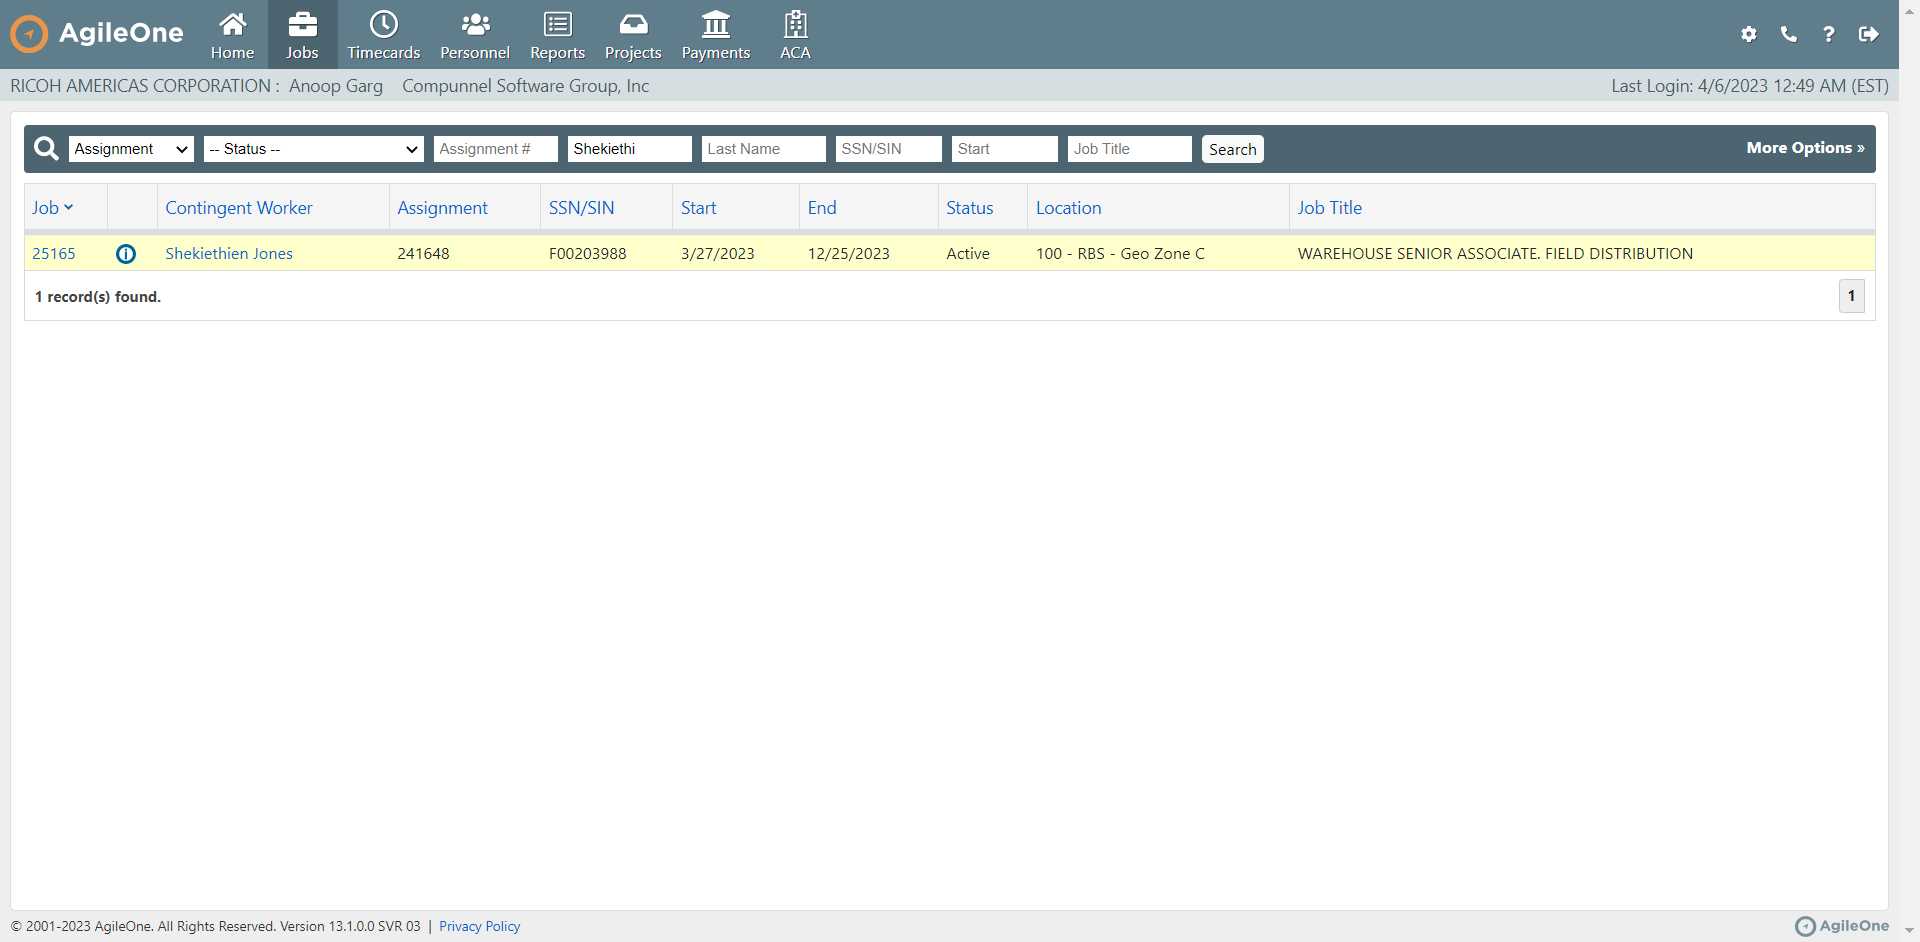 AgileOne
Home
Jobs
Timecards
Personnel
Reports
Projects
Payments
ACA
?
RICOH AMERICAS CORPORATION : Anoop Garg Compunnel Software Group, Inc
Last Login: 4/6/2023 12:49 AM (EST)
Assignment -- Status -- Assignment # Shekiethi Last Name SSN/SIN Start Job Title Search More Options »
Job Contingent Worker Assignment SSN/SIN Start End Status Location Job Title
25165 Shekiethien Jones 241648 F00203988 3/27/2023 12/25/2023 Active 100 - RBS - Geo Zone C WAREHOUSE SENIOR ASSOCIATE. FIELD DISTRIBUTION
1 record(s) found. 1
© 2001-2023 AgileOne. All Rights Reserved. Version 13.1.0.0 SVR 03 | Privacy Policy
AgileOne